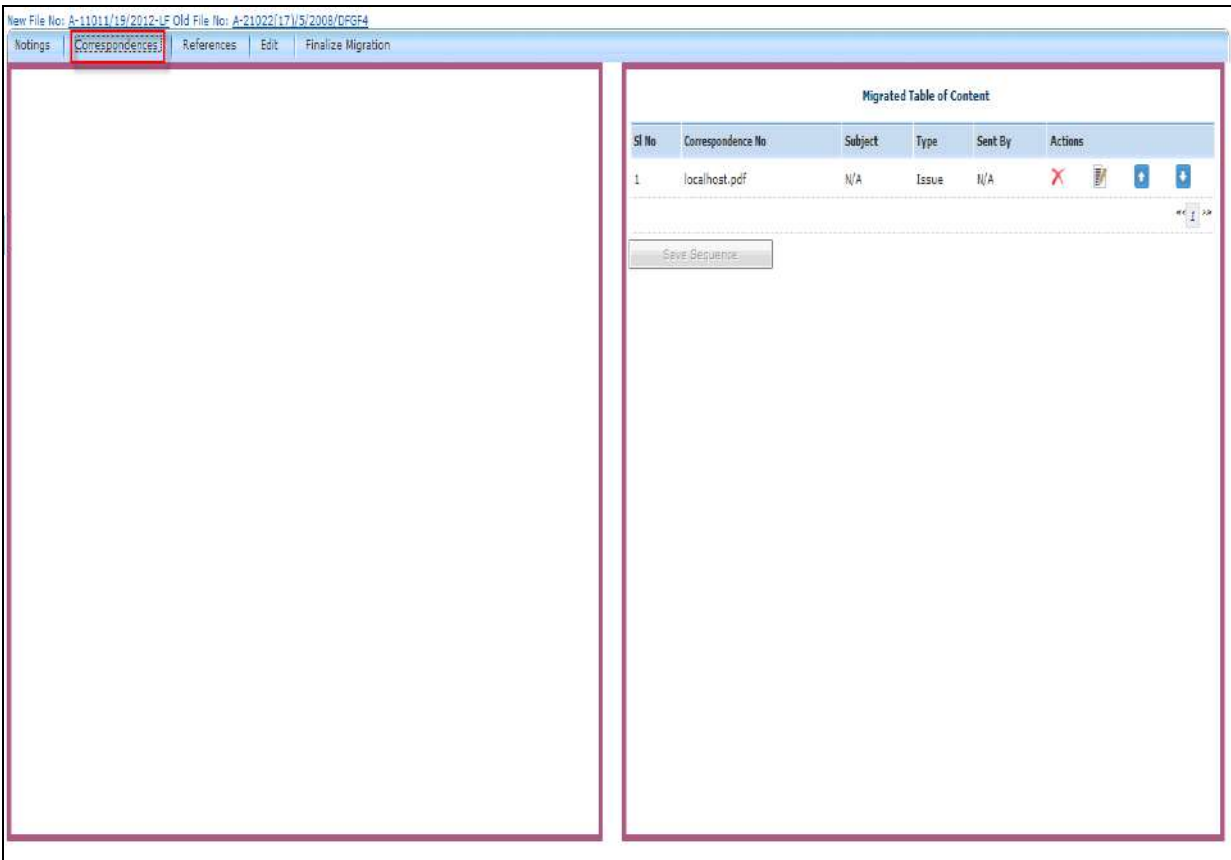 New File No: A-11011/19/2012-LF Old File No: A-21022(17)/5/2008/DFGF4
Notings Correspondences References Edit Finalize Migration
Migrated Table of Content
Sl No Correspondence No Subject Type Sent By Actions
1 localhost.pdf N/A Issue N/A
<< 1 >>
Save Sequence